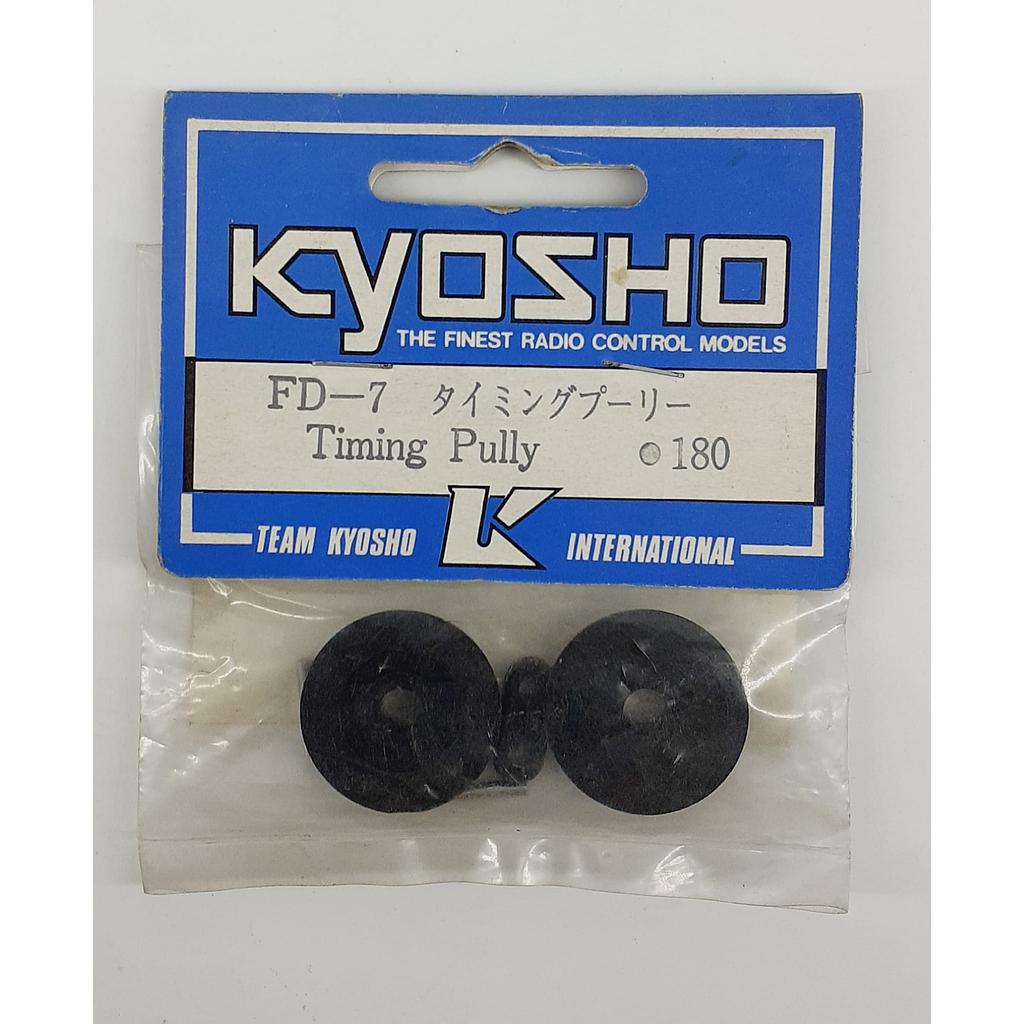 KYOSHO
THE FINEST RADIO CONTROL MODELS
FD-7 タイミングプーリー
Timing Pully ●180
TEAM KYOSHO K INTERNATIONAL